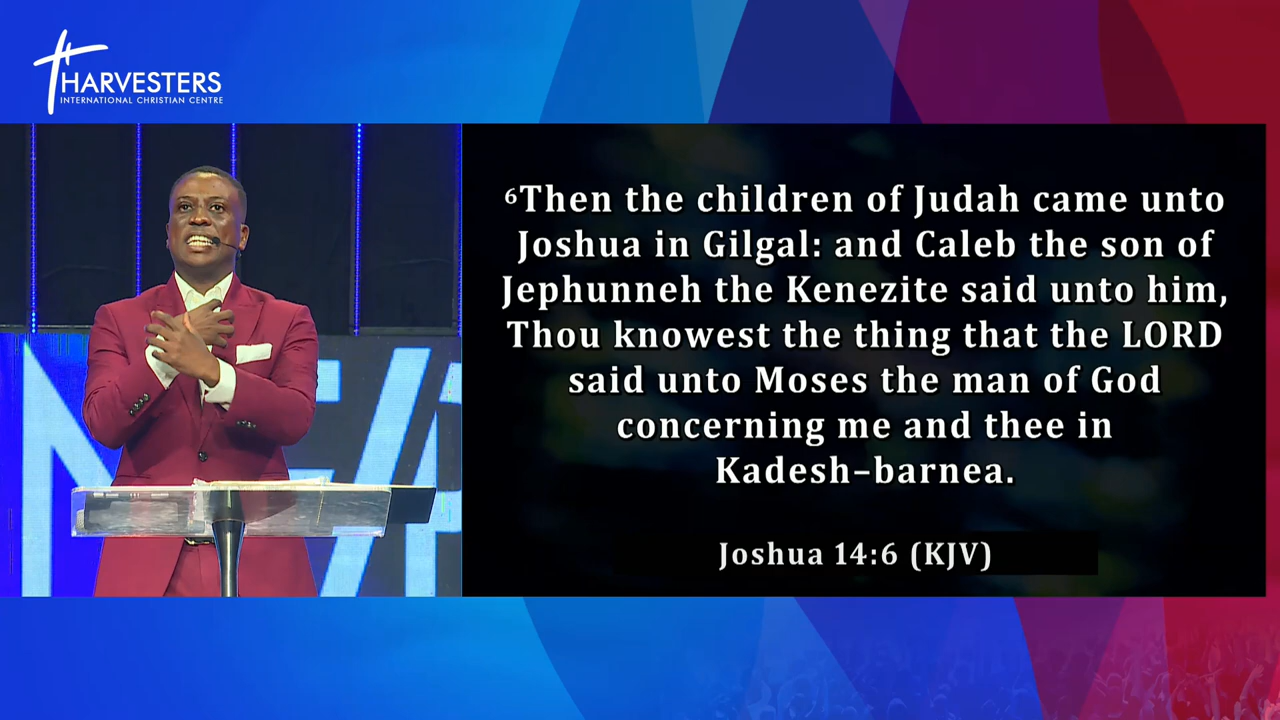 HARVESTERS
INTERNATIONAL CHRISTIAN CENTRE
⁶Then the children of Judah came unto
Joshua in Gilgal: and Caleb the son of
Jephunneh the Kenezite said unto him,
Thou knowest the thing that the LORD
said unto Moses the man of God
concerning me and thee in
Kadesh–barnea.
Joshua 14:6 (KJV)